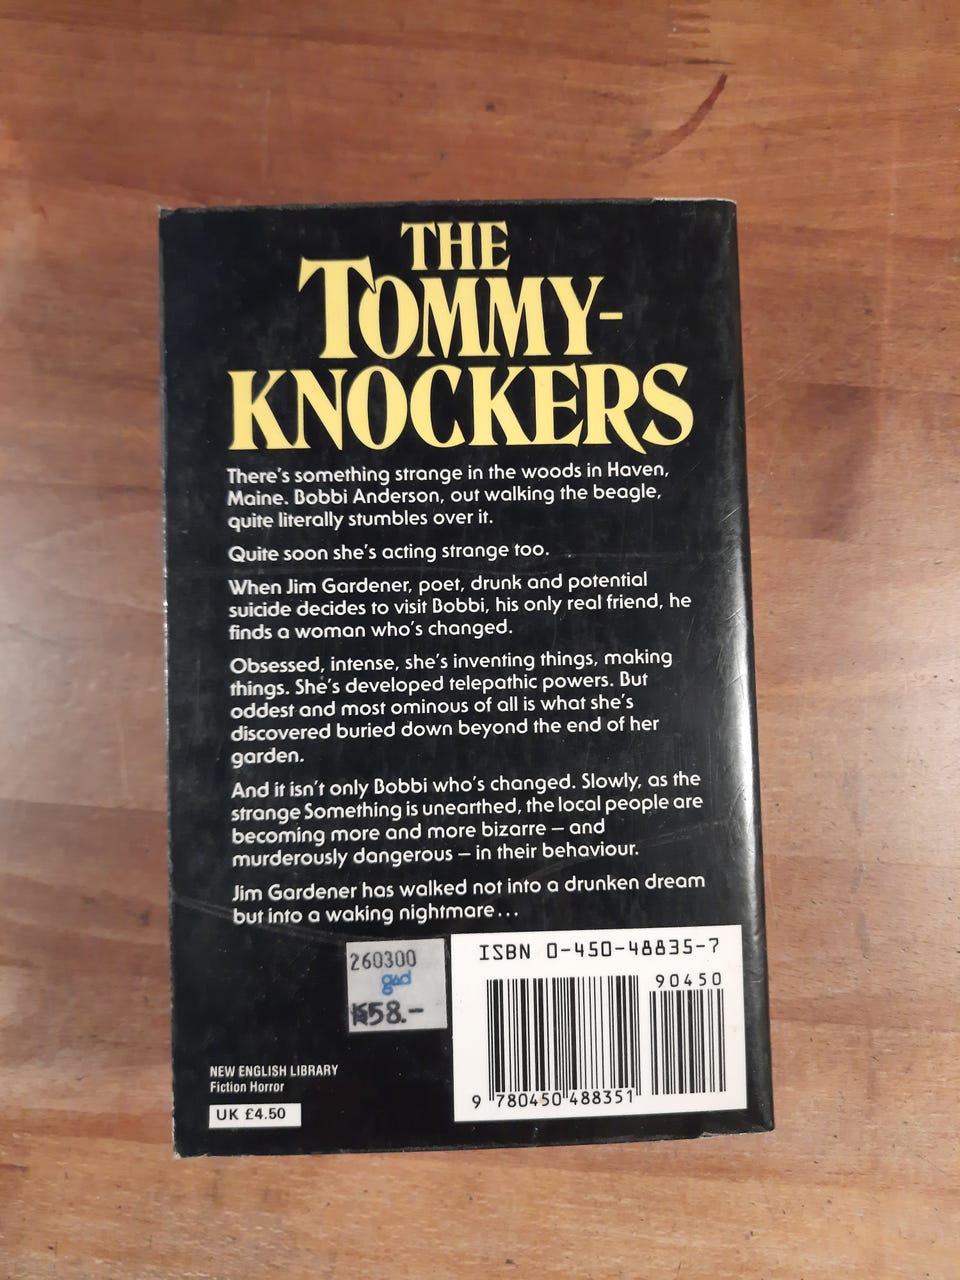 THE
TOMMY-
KNOCKERS
There's something strange in the woods in Haven,
Maine. Bobbi Anderson, out walking the beagle,
quite literally stumbles over it.
Quite soon she's acting strange too.
When Jim Gardener, poet, drunk and potential
suicide decides to visit Bobbi, his only real friend, he
finds a woman who's changed.
Obsessed, intense, she's inventing things, making
things. She's developed telepathic powers. But
oddest and most ominous of all is what she's
discovered buried down beyond the end of her
garden.
And it isn't only Bobbi who's changed. Slowly, as the
strange Something is unearthed, the local people are
becoming more and more bizarre – and
murderously dangerous – in their behaviour.
Jim Gardener has walked not into a drunken dream
but into a waking nightmare...
260300
gad
58.-
ISBN 0-450-48835-7
90450
9 780450 488351
NEW ENGLISH LIBRARY
Fiction Horror
UK £4.50